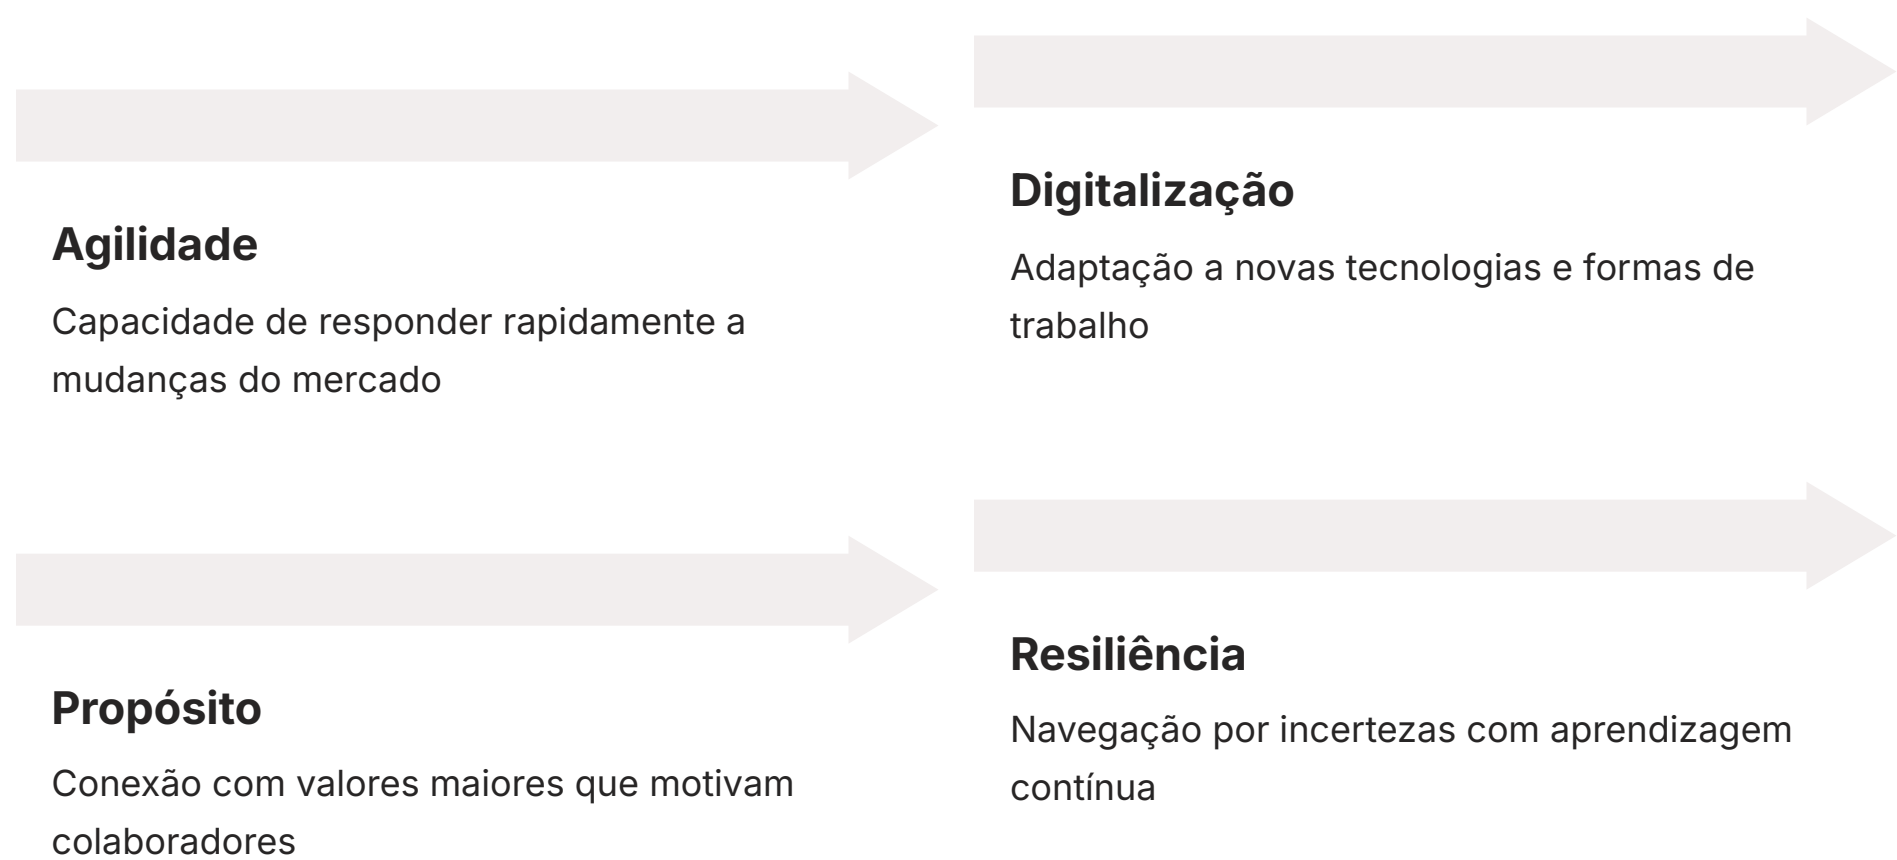 Agilidade
Capacidade de responder rapidamente a
mudanças do mercado
Digitalização
Adaptação a novas tecnologias e formas de
trabalho
Propósito
Conexão com valores maiores que motivam
colaboradores
Resiliência
Navegação por incertezas com aprendizagem
contínua